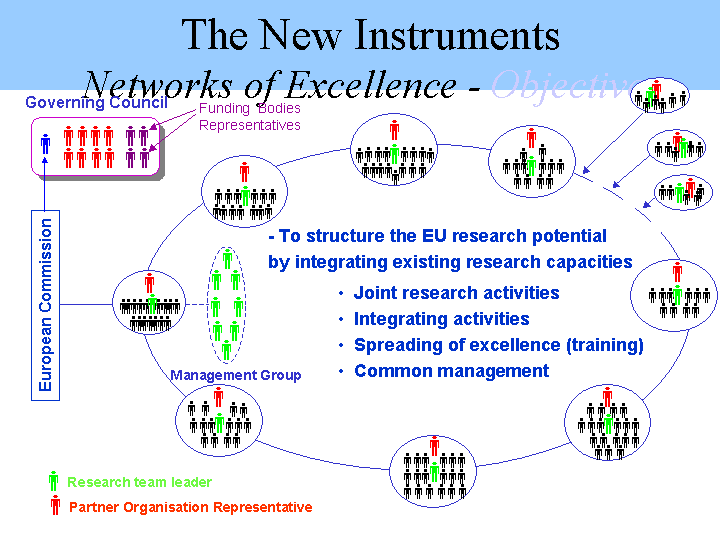 The New Instruments
Networks of Excellence - Objective
Governing Council
Funding Bodies
Representatives
European Commission
- To structure the EU research potential
by integrating existing research capacities
• Joint research activities
• Integrating activities
• Spreading of excellence (training)
• Common management
Management Group
Research team leader
Partner Organisation Representative